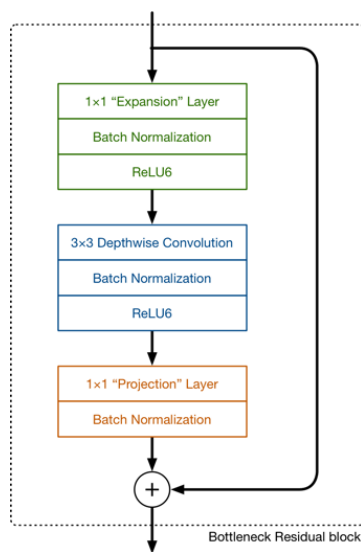 1×1 “Expansion” Layer
Batch Normalization
ReLU6
3×3 Depthwise Convolution
Batch Normalization
ReLU6
1×1 “Projection” Layer
Batch Normalization
+
Bottleneck Residual block